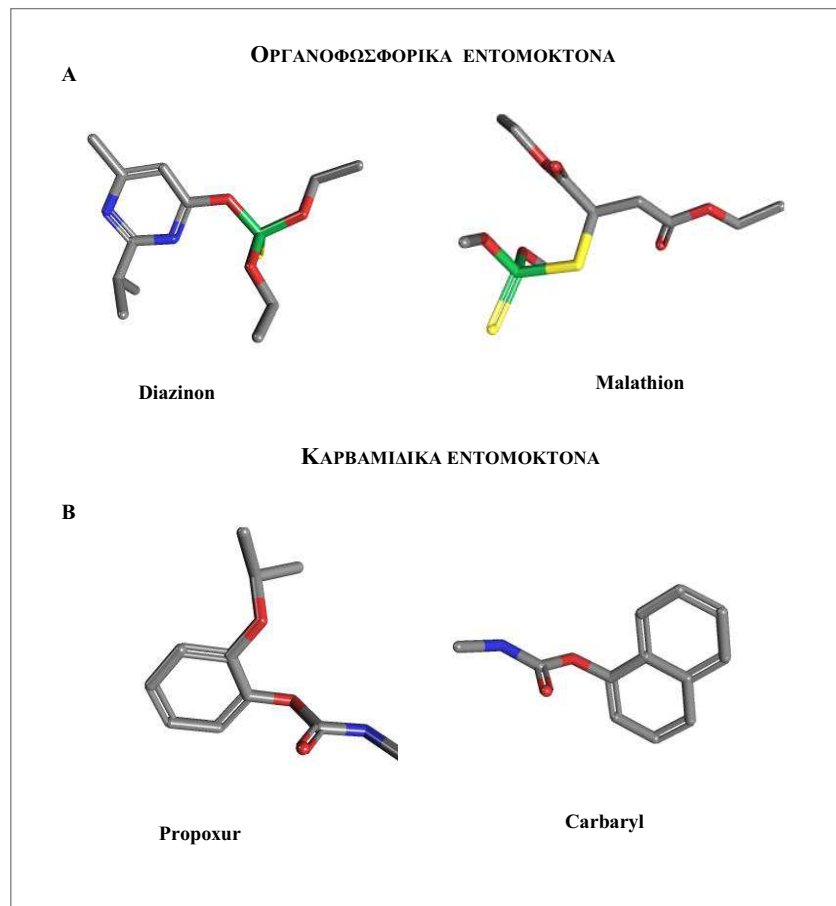 ΟΡΓΑΝΟΦΩΣΦΟΡΙΚΑ ΕΝΤΟΜΟΚΤΟΝΑ
Α
Diazinon
Malathion
ΚΑΡΒΑΜΙΔΙΚΑ ΕΝΤΟΜΟΚΤΟΝΑ
Β
Propoxur
Carbaryl